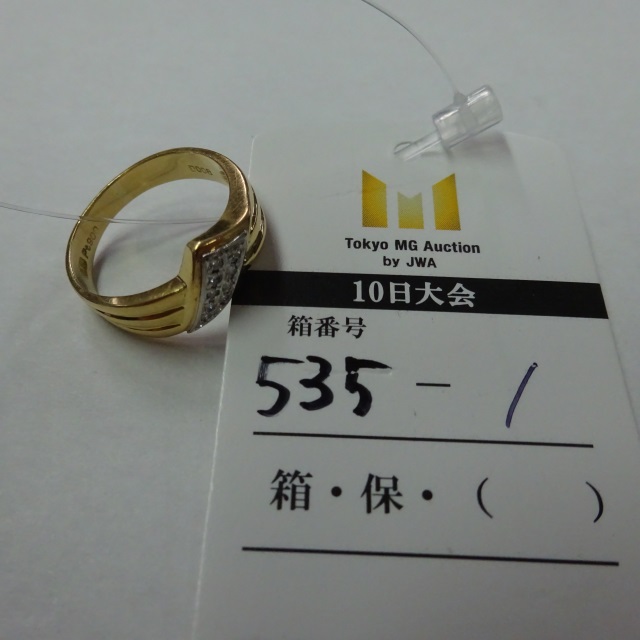 Tokyo MG Auction
by JWA
10日大会
箱番号
535 - 1
箱・保・(　　)